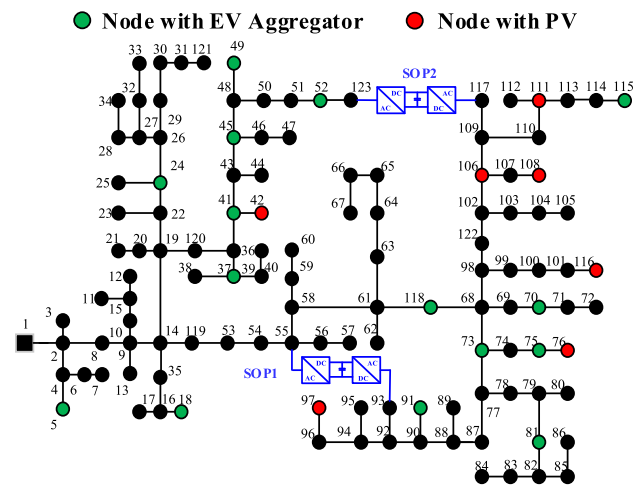 Node with EV Aggregator Node with PV
33 30 31 121 49
34 32 29 48 50 51 52 123 SOP2 117 112 111 113 114 115
DC AC DC AC
28 27 26 45 46 47 109 110
24 43 44 66 65 106 107 108
25 41 42 67 64 102 103 104 105
23 22 122
21 20 19 120 36 60 63
12 38 37 39 40 59 98 99 100 101 116
11 15 58 61 118 68 69 70 71 72
3
1 10 14 119 53 54 55 56 57 62 73 74 75 76
2 8 9
4 6 7 13 35 SOP1 DC AC DC AC 78 79 80
5 17 16 18 97 95 93 91 89 77
96 94 92 90 88 87 81 86
84 83 82 85